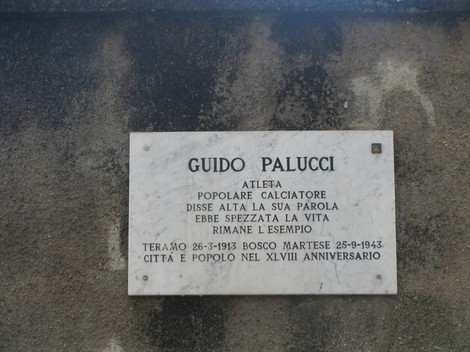 GUIDO PALUCCI
ATLETA
POPOLARE CALCIATORE
DISSE ALTA LA SUA PAROLA
EBBE SPEZZATA LA VITA
RIMANE L'ESEMPIO
TERAMO 26-3-1913 BOSCO MARTESE 25-9-1943
CITTÀ E POPOLO NEL XLVIII ANNIVERSARIO